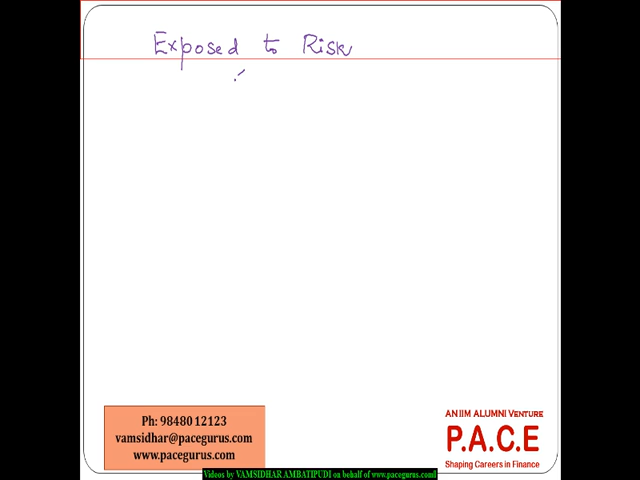 Exposed to Risk
Ph: 98480 12123
vamsidhar@pacegurus.com
www.pacegurus.com
AN IIM ALUMNI VENTURE
P.A.C.E
Shaping Careers in Finance
Videos by VAMSIDHAR AMBATIPUDI on behalf of www.pacegurus.com